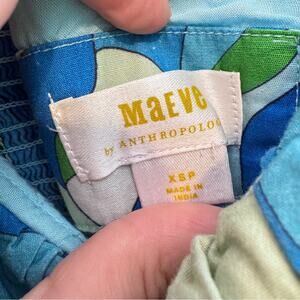 MaEVe
by ANTHROPOLO
XSP
MADE IN
INDIA